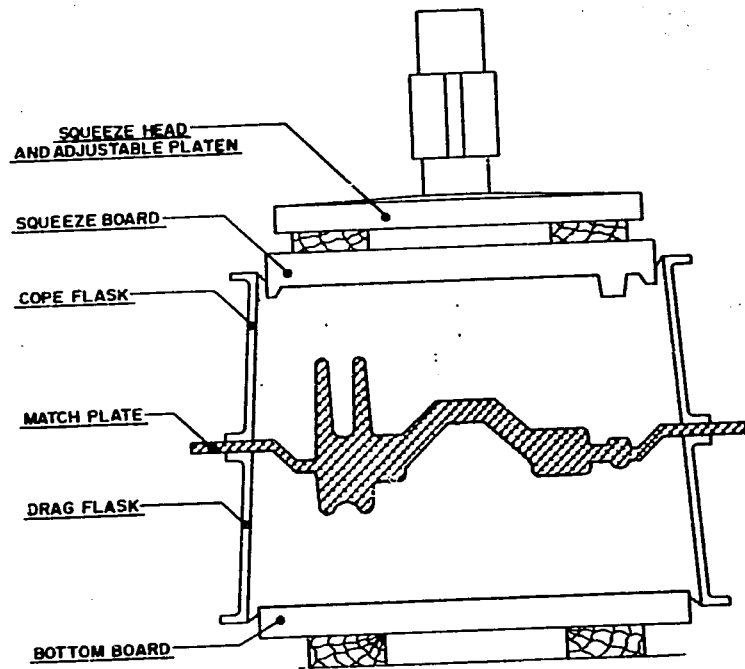 SQUEEZE HEAD
AND ADJUSTABLE PLATEN
SQUEEZE BOARD
COPE FLASK
MATCH PLATE
DRAG FLASK
BOTTOM BOARD